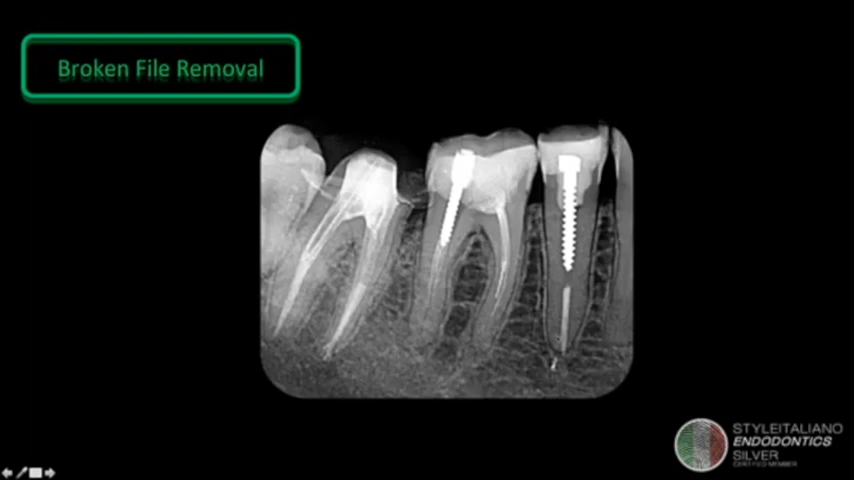 Broken File Removal
STYLEITALIANO
ENDODONTICS
SILVER
CERTIFIED MEMBER